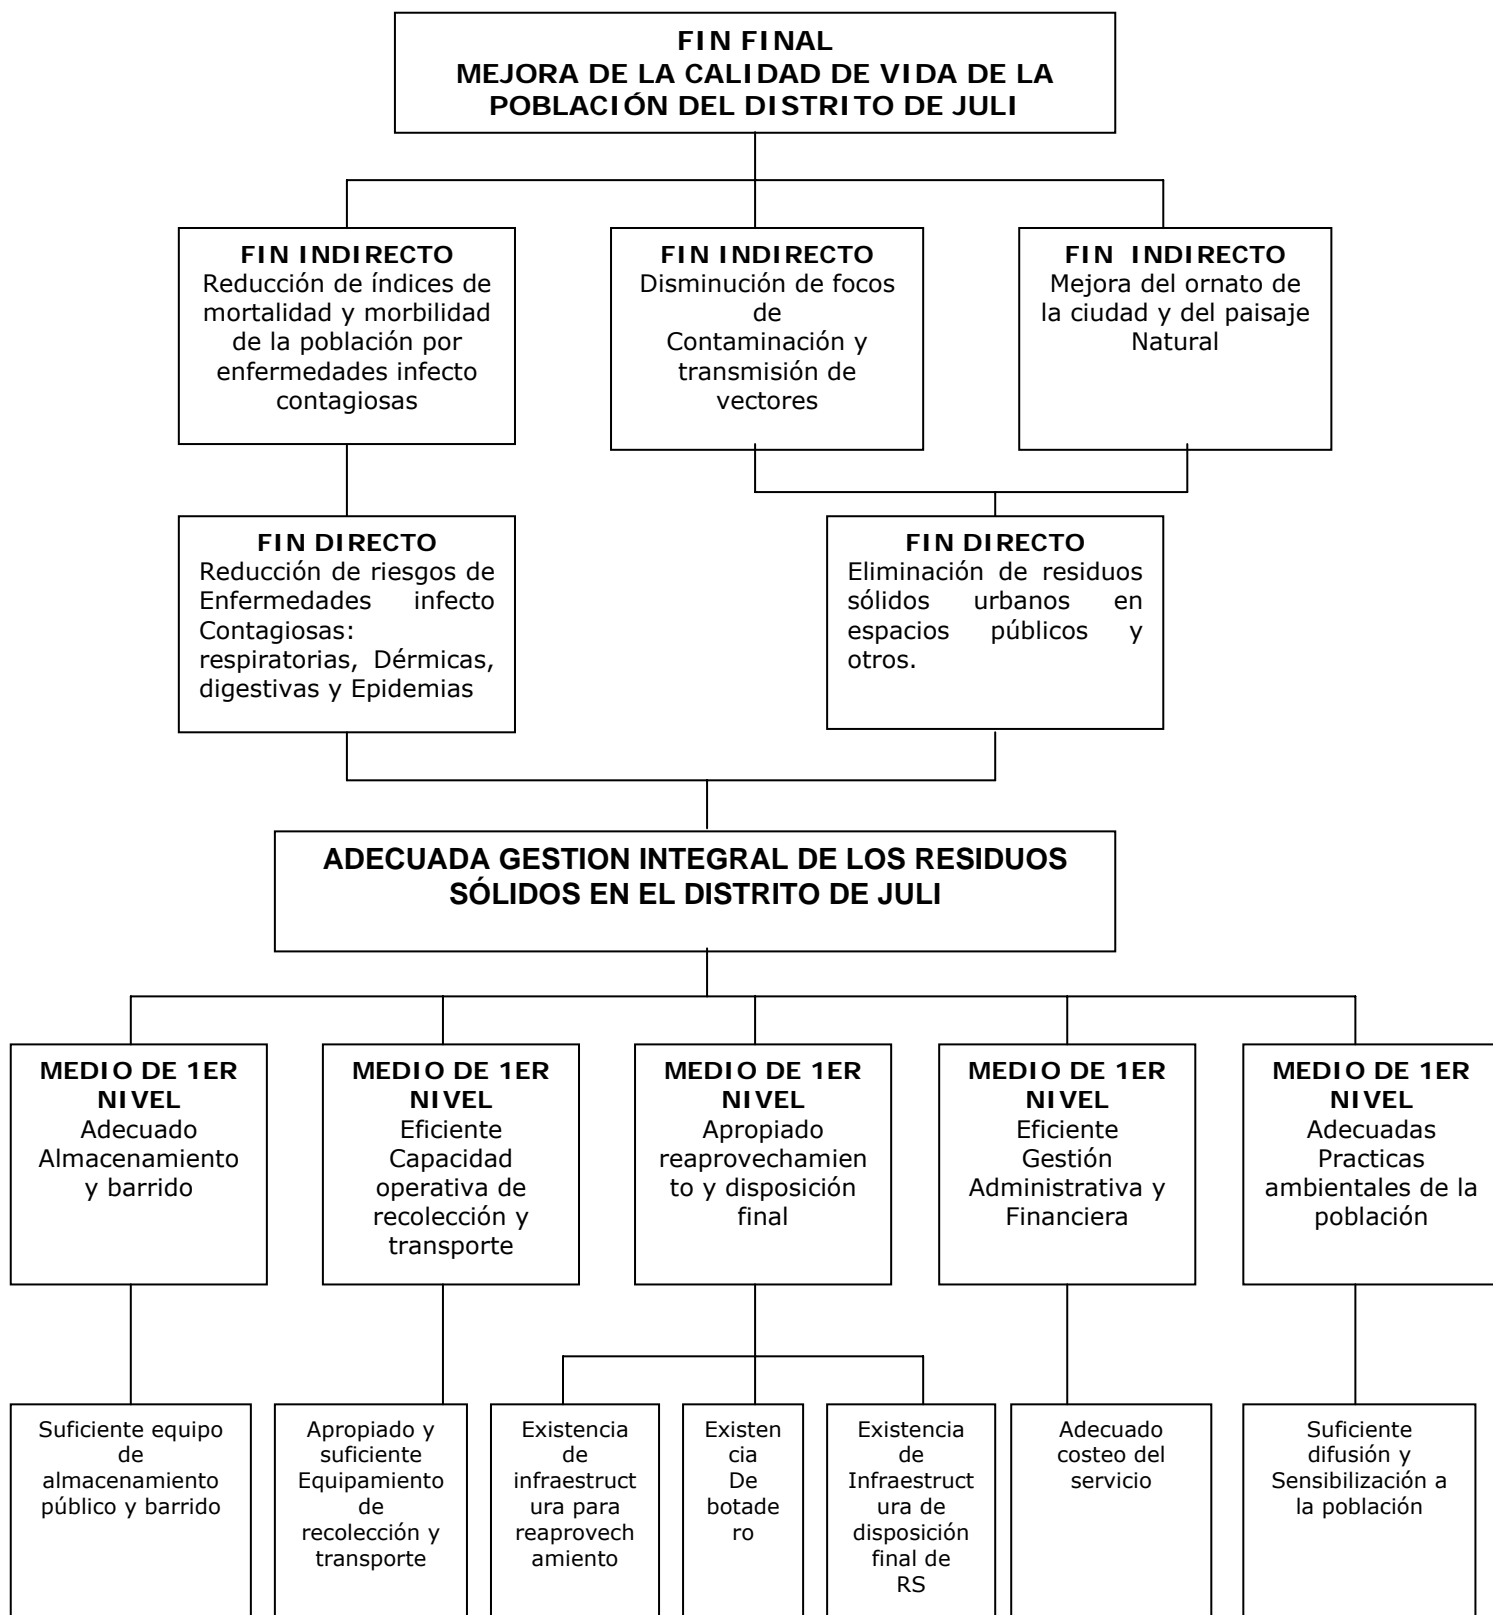 FIN FINAL
MEJORA DE LA CALIDAD DE VIDA DE LA
POBLACIÓN DEL DISTRITO DE JULI
FIN INDIRECTO
Reducción de índices de
mortalidad y morbilidad
de la población por
enfermedades infecto
contagiosas
FIN INDIRECTO
Disminución de focos
de
Contaminación y
transmisión de
vectores
FIN INDIRECTO
Mejora del ornato de
la ciudad y del paisaje
Natural
FIN DIRECTO
Reducción de riesgos de
Enfermedades infecto
Contagiosas:
respiratorias, Dérmicas,
digestivas y Epidemias
FIN DIRECTO
Eliminación de residuos
sólidos urbanos en
espacios públicos y
otros.
ADECUADA GESTION INTEGRAL DE LOS RESIDUOS
SÓLIDOS EN EL DISTRITO DE JULI
MEDIO DE 1ER
NIVEL
Adecuado
Almacenamiento
y barrido
MEDIO DE 1ER
NIVEL
Eficiente
Capacidad
operativa de
recolección y
transporte
MEDIO DE 1ER
NIVEL
Apropiado
reaprovechamien
to y disposición
final
MEDIO DE 1ER
NIVEL
Eficiente
Gestión
Administrativa y
Financiera
MEDIO DE 1ER
NIVEL
Adecuadas
Practicas
ambientales de la
población
Suficiente equipo
de
almacenamiento
público y barrido
Apropiado y
suficiente
Equipamiento
de
recolección y
transporte
Existencia
de
infraestruct
ura para
reaprovech
amiento
Existen
cia
De
botade
ro
Existencia
de
Infraestruct
ura de
disposición
final de
RS
Adecuado
costeo del
servicio
Suficiente
difusión y
Sensibilización a
la población